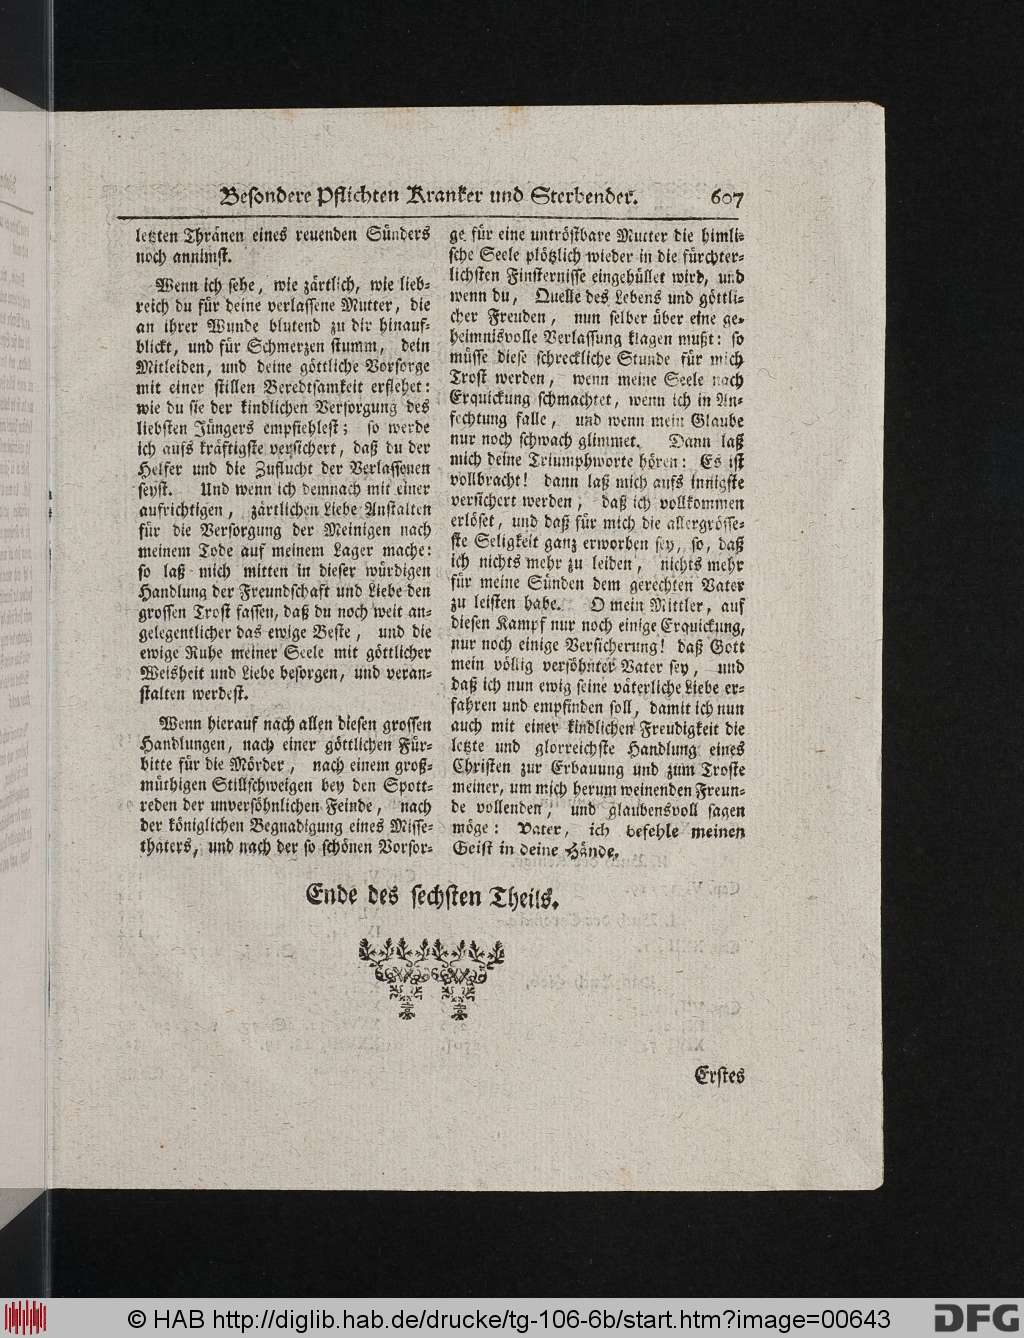 Besondere Pflichten Kranker und Sterbender. 607
letzten Thränen eines reuenden Sünders
noch annimst.
Wenn ich sehe, wie zärtlich, wie lieb-
reich du für deine verlassene Mutter, die
an ihrer Wunde blutend zu dir hinauf-
blickt, und für Schmerzen stumm, dein
Mitleiden, und deine göttliche Vorsorge
mit einer stillen Beredtsamkeit erflehet:
wie du sie der kindlichen Versorgung des
liebsten Jüngers empfiehlest; so werde
ich aufs kräftigste versichert, daß du der
Helfer und die Zuflucht der Verlassenen
seyst. Und wenn ich demnach mit einer
aufrichtigen, zärtlichen Liebe Anstalten
für die Versorgung der Meinigen nach
meinem Tode auf meinem Lager mache:
so laß mich mitten in dieser würdigen
Handlung der Freundschaft und Liebe den
grossen Trost fassen, daß du noch weit an-
gelegentlicher das ewige Beste, und die
ewige Ruhe meiner Seele mit göttlicher
Weisheit und Liebe besorgen, und veran-
stalten werdest.
Wenn hierauf nach allen diesen grossen
Handlungen, nach einer göttlichen Für-
bitte für die Mörder, nach einem groß-
müthigen Stillschweigen bey den Spott-
reden der unversöhnlichen Feinde, nach
der königlichen Begnadigung eines Misse-
thäters, und nach der so schönen Vorsor-
ge für eine untröstbare Mutter die himli-
sche Seele plötzlich wieder in die fürchter-
lichsten Finsternisse eingehüllet wird, und
wenn du, Quelle des Lebens und göttli-
cher Freuden, nun selber über eine ge-
heimnisvolle Verlassung klagen mußt: so
müsse diese schreckliche Stunde für mich
Trost werden, wenn meine Seele nach
Erquickung schmachtet, wenn ich in An-
fechtung falle, und wenn mein Glaube
nur noch schwach glimmet. Dann laß
mich deine Triumphworte hören: Es ist
vollbracht! dann laß mich aufs innigste
versichert werden, daß ich vollkommen
erlöset, und daß für mich die allergrösse-
ste Seligkeit ganz erworben sey, so, daß
ich nichts mehr zu leiden, nichts mehr
für meine Sünden dem gerechten Vater
zu leisten habe. O mein Mittler, auf
diesen Kampf nur noch einige Erquickung,
nur noch einige Versicherung! daß Gott
mein völlig versöhnter Vater sey, und
daß ich nun ewig seine väterliche Liebe er-
fahren und empfinden soll, damit ich nun
auch mit einer kindlichen Freudigkeit die
letzte und glorreichste Handlung eines
Christen zur Erbauung und zum Troste
meiner, um mich herum weinenden Freun-
de vollenden, und glaubensvoll sagen
möge: Vater, ich befehle meinen
Geist in deine Hände.
Ende des sechsten Theils.
Erstes
© HAB http://diglib.hab.de/drucke/tg-106-6b/start.htm?image=00643
DFG